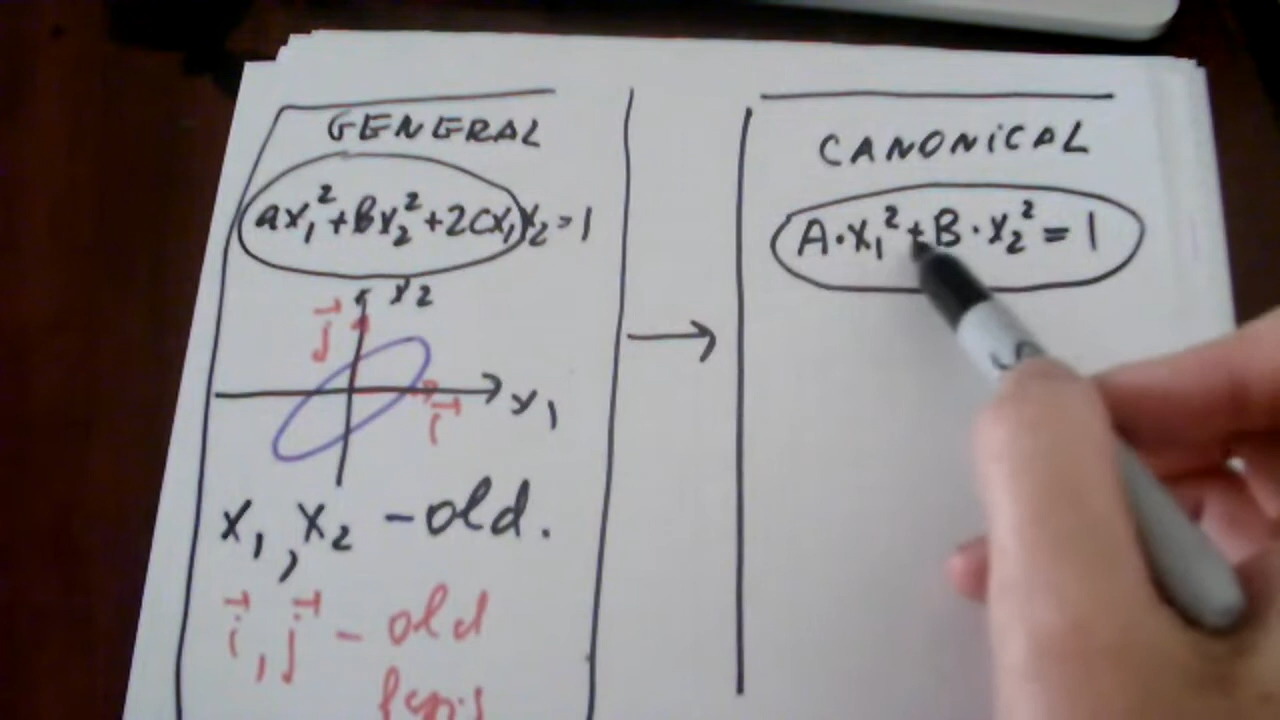 GENERAL
ax₁²+Bx₂²+2cx₁x₂=1
x₂
j⃗
x₁
i⃗
x₁, x₂ - old.
i⃗, j⃗ - old
CANONICAL
A·x₁²+B·x₂²=1